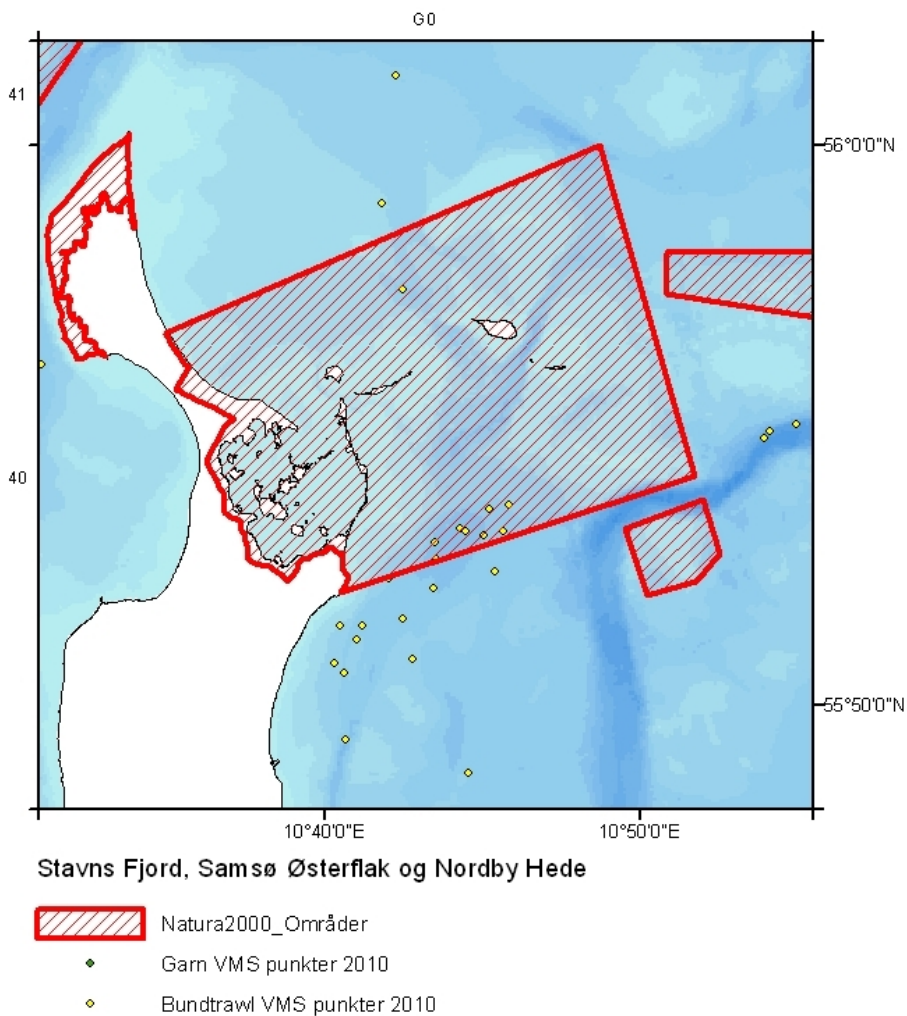 G0
41
56°0'0"N
40
55°50'0"N
10°40'0"E
10°50'0"E
Stavns Fjord, Samsø Østerflak og Nordby Hede
Natura2000_Områder
Garn VMS punkter 2010
Bundtrawl VMS punkter 2010